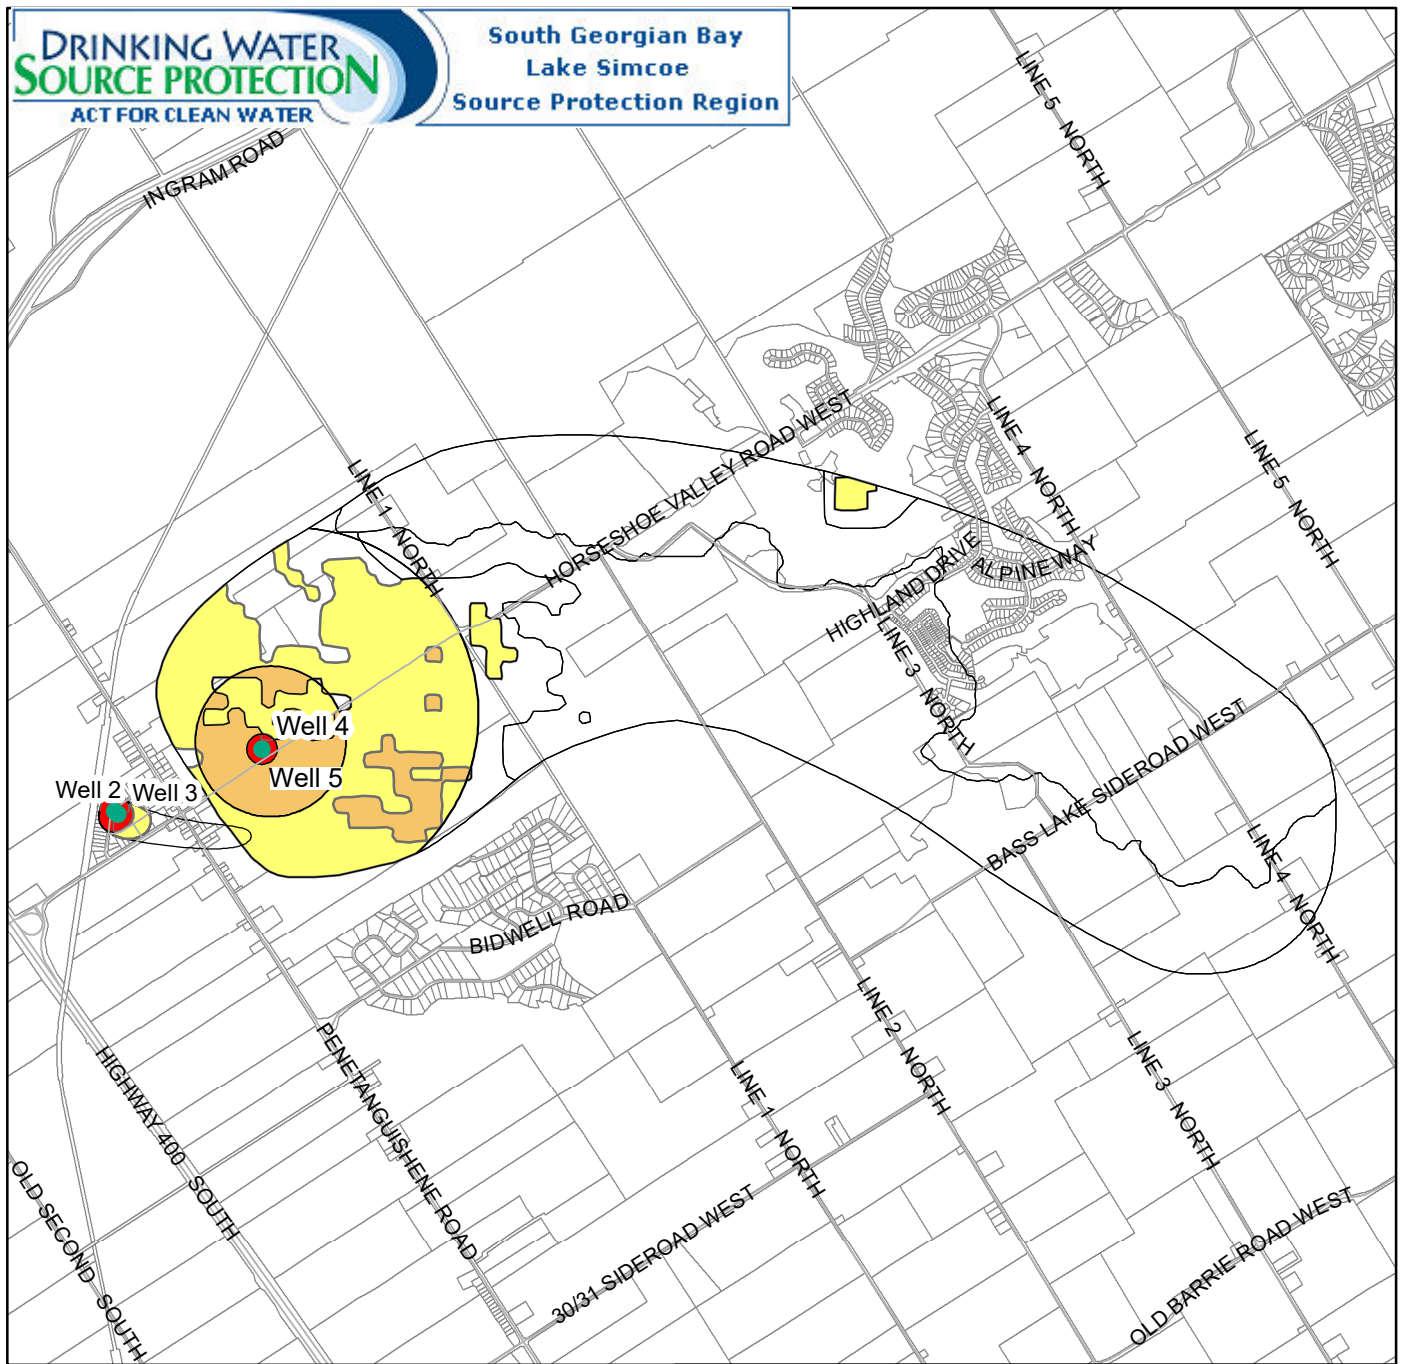 DRINKING WATER
SOURCE PROTECTION
ACT FOR CLEAN WATER
South Georgian Bay
Lake Simcoe
Source Protection Region
LINE 5 NORTH
INGRAM ROAD
HORSESHOE VALLEY ROAD WEST
LINE 4 NORTH
LINE 5 NORTH
LINE 1 NORTH
HIGHLAND DRIVE
ALPINE WAY
LINE 3 NORTH
Well 4
Well 5
Well 2
Well 3
BASS LAKE SIDEROAD WEST
LINE 4 NORTH
BIDWELL ROAD
LINE 2 NORTH
PENETANGUISHENE ROAD
HIGHWAY 400 SOUTH
LINE 1 NORTH
LINE 3 NORTH
OLD SECOND SOUTH
30/31 SIDEROAD WEST
OLD BARRIE ROAD WEST